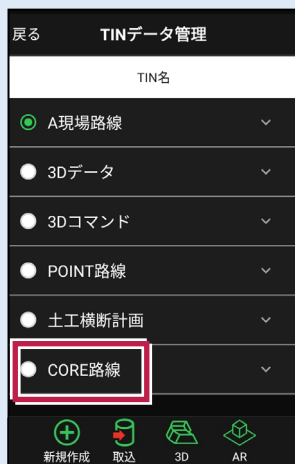 戻る TINデータ管理
TIN名
A現場路線
3Dデータ
3Dコマンド
POINT路線
土工横断計画
CORE路線
新規作成 取込 3D AR